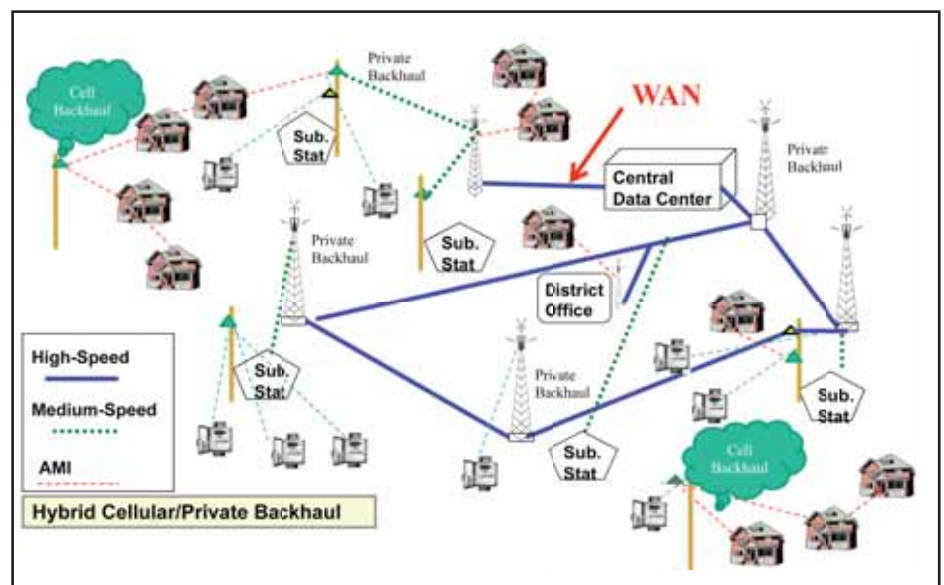 Private
Backhaul
WAN
Cell
Backhaul
Sub.
Stat
Private
Backhaul
Central
Data Center
Sub.
Stat
Private
Backhaul
District
Office
High-Speed
Medium-Speed
AMI
Sub.
Stat
Private
Backhaul
Sub.
Stat
Sub.
Stat
Cell
Backhaul
Hybrid Cellular/Private Backhaul